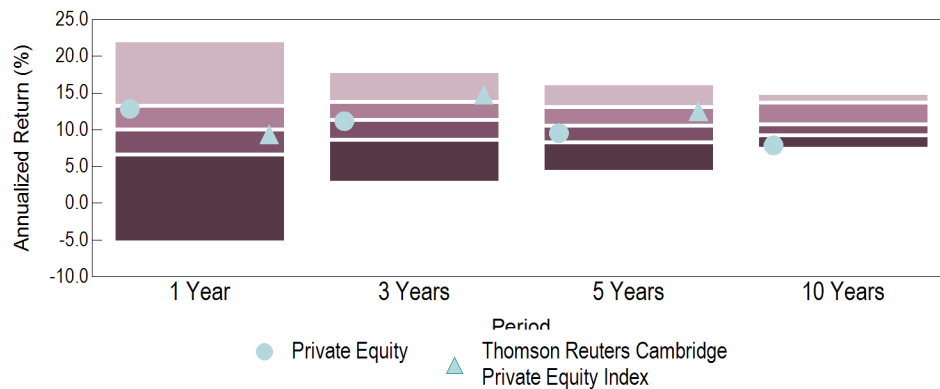 Annualized Return (%)
25.0
20.0
15.0
10.0
5.0
0.0
-5.0
-10.0
1 Year
3 Years
5 Years
10 Years
Period
Private Equity
Thomson Reuters Cambridge
Private Equity Index